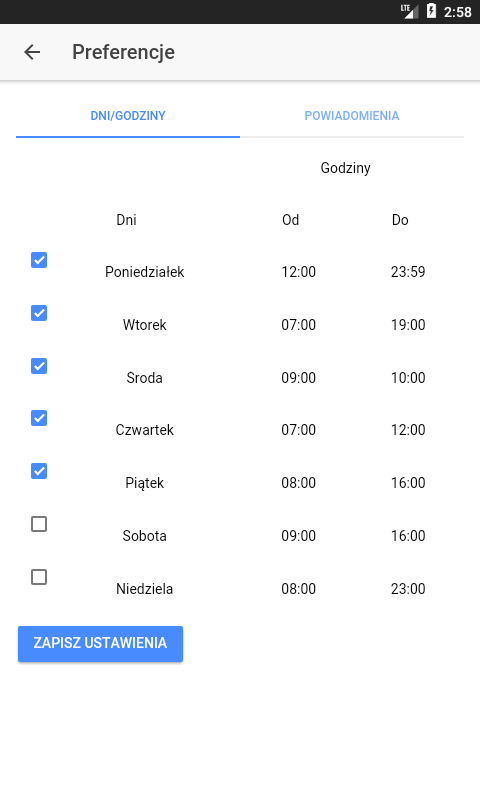 LTE 2:58
Preferencje
DNI/GODZINY POWIADOMIENIA
Godziny
Dni Od Do
Poniedziałek 12:00 23:59
Wtorek 07:00 19:00
Sroda 09:00 10:00
Czwartek 07:00 12:00
Piątek 08:00 16:00
Sobota 09:00 16:00
Niedziela 08:00 23:00
ZAPISZ USTAWIENIA